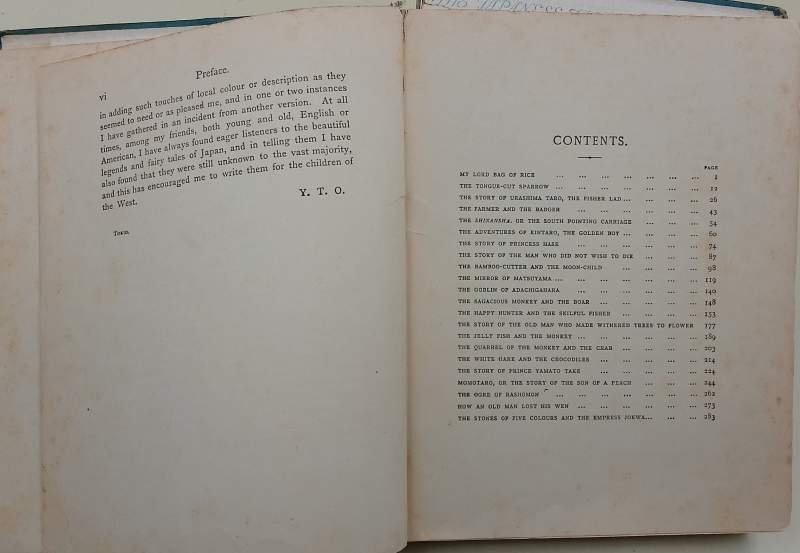 vi
Preface.
in adding such touches of local colour or description as they
seemed to need or as pleased me, and in one or two instances
I have gathered in an incident from another version. At all
times, among my friends, both young and old, English or
American, I have always found eager listeners to the beautiful
legends and fairy tales of Japan, and in telling them I have
also found that they were still unknown to the vast majority,
and this has encouraged me to write them for the children of
the West.
Y. T. O.
Tokio,
CONTENTS.
PAGE
MY LORD BAG OF RICE ... ... ... ... ... ... ... 1
THE TONGUE-CUT SPARROW ... ... ... ... ... ... ... 12
THE STORY OF URASHIMA TARO, THE FISHER LAD ... ... ... ... 26
THE FARMER AND THE BADGER ... ... ... ... ... ... 43
THE SHINANSHA, OR THE SOUTH POINTING CARRIAGE ... ... ... 54
THE ADVENTURES OF KINTARO, THE GOLDEN BOY ... ... ... ... 60
THE STORY OF PRINCESS HASE ... ... ... ... ... ... 74
THE STORY OF THE MAN WHO DID NOT WISH TO DIE ... ... ... 87
THE BAMBOO-CUTTER AND THE MOON-CHILD ... ... ... ... 98
THE MIRROR OF MATSUYAMA ... ... ... ... ... ... ... 119
THE GOBLIN OF ADACHIGAHARA ... ... ... ... ... ... 140
THE SAGACIOUS MONKEY AND THE BOAR ... ... ... ... ... 148
THE HAPPY HUNTER AND THE SKILFUL FISHER ... ... ... ... 153
THE STORY OF THE OLD MAN WHO MADE WITHERED TREES TO FLOWER 177
THE JELLY FISH AND THE MONKEY ... ... ... ... ... ... 189
THE QUARREL OF THE MONKEY AND THE CRAB ... ... ... ... ... 203
THE WHITE HARE AND THE CROCODILES ... ... ... ... ... ... 214
THE STORY OF PRINCE YAMATO TAKE ... ... ... ... ... 224
MOMOTARO, OR THE STORY OF THE SON OF A PEACH ... ... ... 244
THE OGRE OF RASHOMON ... ... ... ... ... ... ... 262
HOW AN OLD MAN LOST HIS WEN ... ... ... ... ... ... 273
THE STONES OF FIVE COLOURS AND THE EMPRESS JOKWA ... ... ... 283